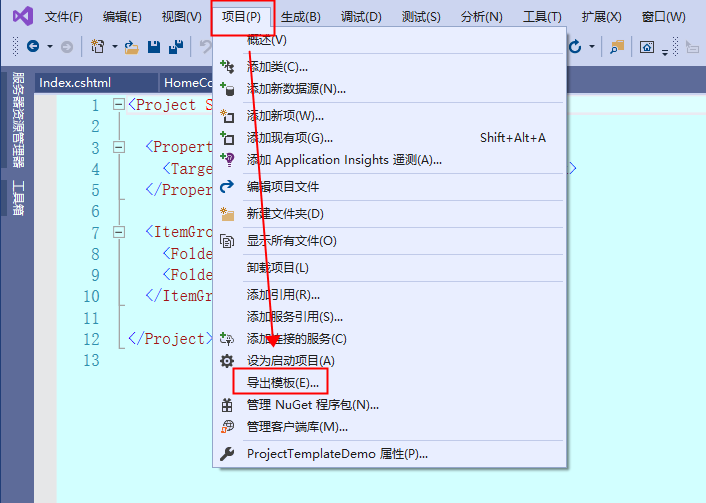 文件(F) 编辑(E) 视图(V) 项目(P) 生成(B) 调试(D) 测试(S) 分析(N) 工具(T) 扩展(X) 窗口(W)
服务器资源管理器
工具箱
Index.cshtml HomeCo
1 <Project S
2
3 <Propert
4 <Targe >
5 </Proper
6
7 <ItemGro
8 <Folde
9 <Folde
10 </ItemGr
11
12 </Project>
13
概述(V)
添加类(C)...
添加新数据源(N)...
添加新项(W)...
添加现有项(G)... Shift+Alt+A
添加 Application Insights 遥测(A)...
编辑项目文件
新建文件夹(D)
显示所有文件(O)
卸载项目(L)
添加引用(R)...
添加服务引用(S)...
添加连接的服务(C)
设为启动项目(A)
导出模板(E)...
管理 NuGet 程序包(N)...
管理客户端库(M)...
ProjectTemplateDemo 属性(P)...